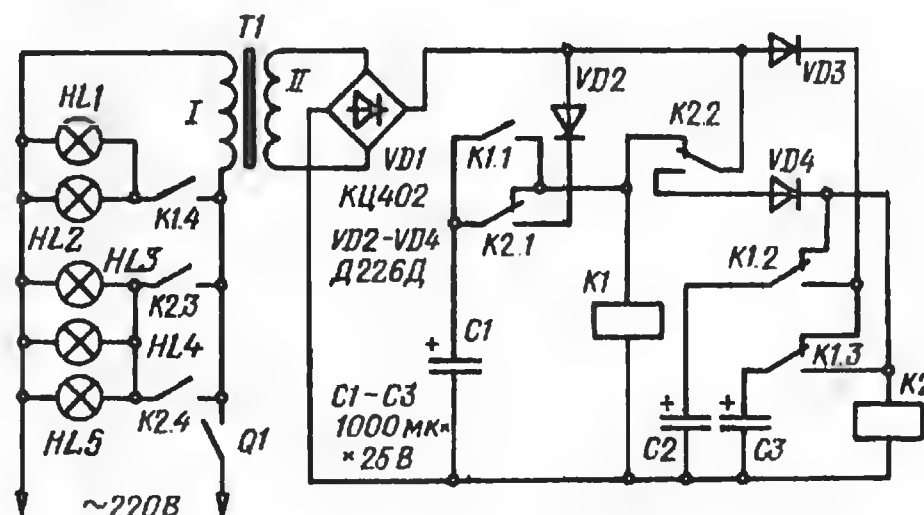 T1
I
II
HL1
HL2
HL3
HL4
HL5
K1.4
K2.3
K2.4
Q1
~220В
VD1
КЦ402
VD2-VD4
Д226Д
K1.1
K2.1
VD2
K2.2
VD3
VD4
K1.2
K1.3
K1
K2
+
C1
C1-C3
1000 мк×
×25В
+
C2
+
C3